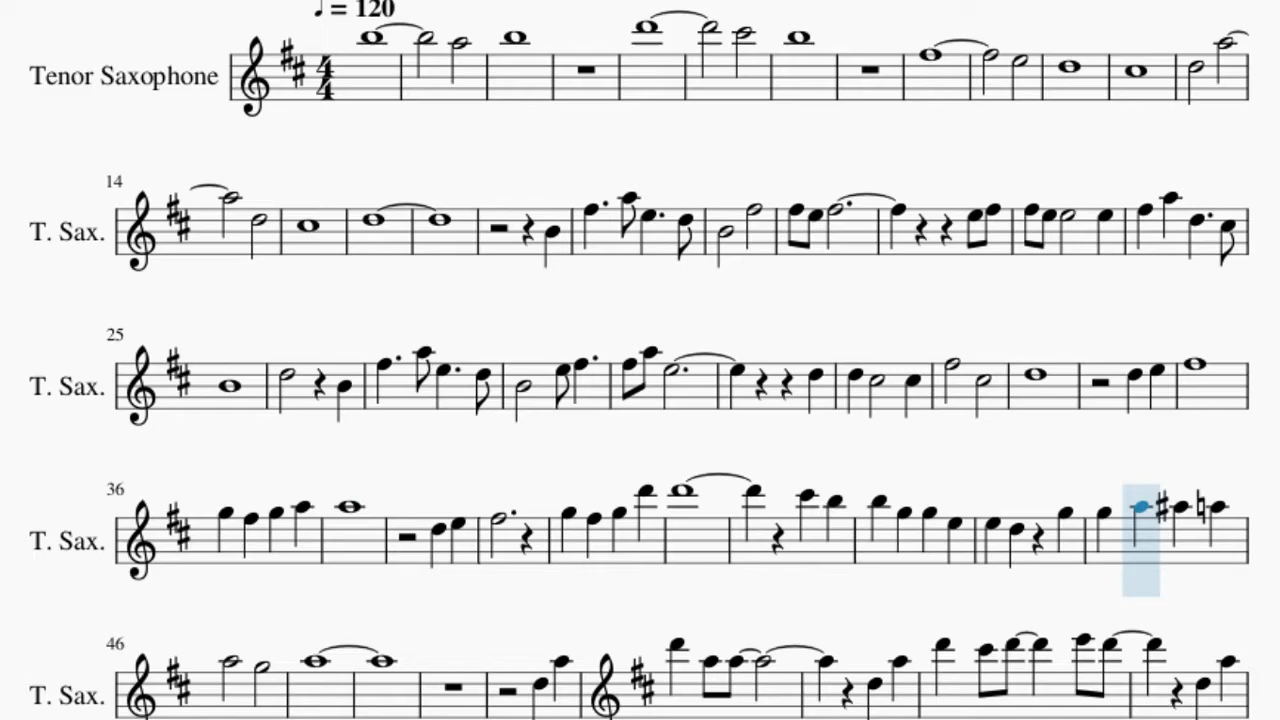 ♩ = 120
Tenor Saxophone
4
4
14
T. Sax.
25
T. Sax.
36
T. Sax.
46
T. Sax.